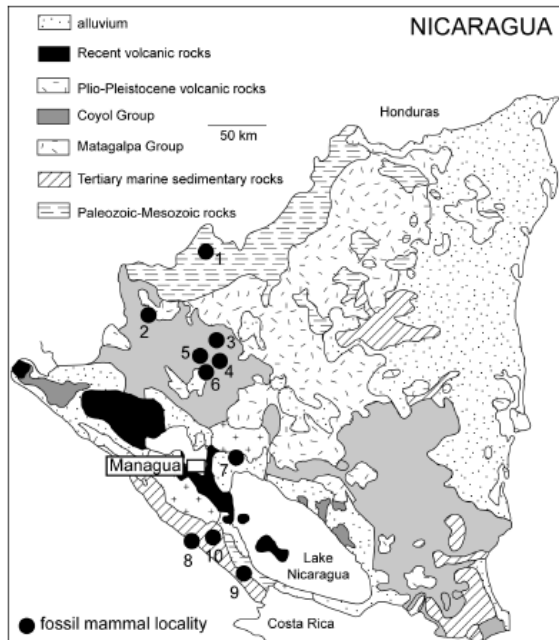 NICARAGUA
alluvium
Recent volcanic rocks
Plio-Pleistocene volcanic rocks
Coyol Group
Matagalpa Group
Tertiary marine sedimentary rocks
Paleozoic-Mesozoic rocks
50 km
Honduras
1
2
3
5
4
6
Managua
7
8
10
9
Lake
Nicaragua
Costa Rica
fossil mammal locality